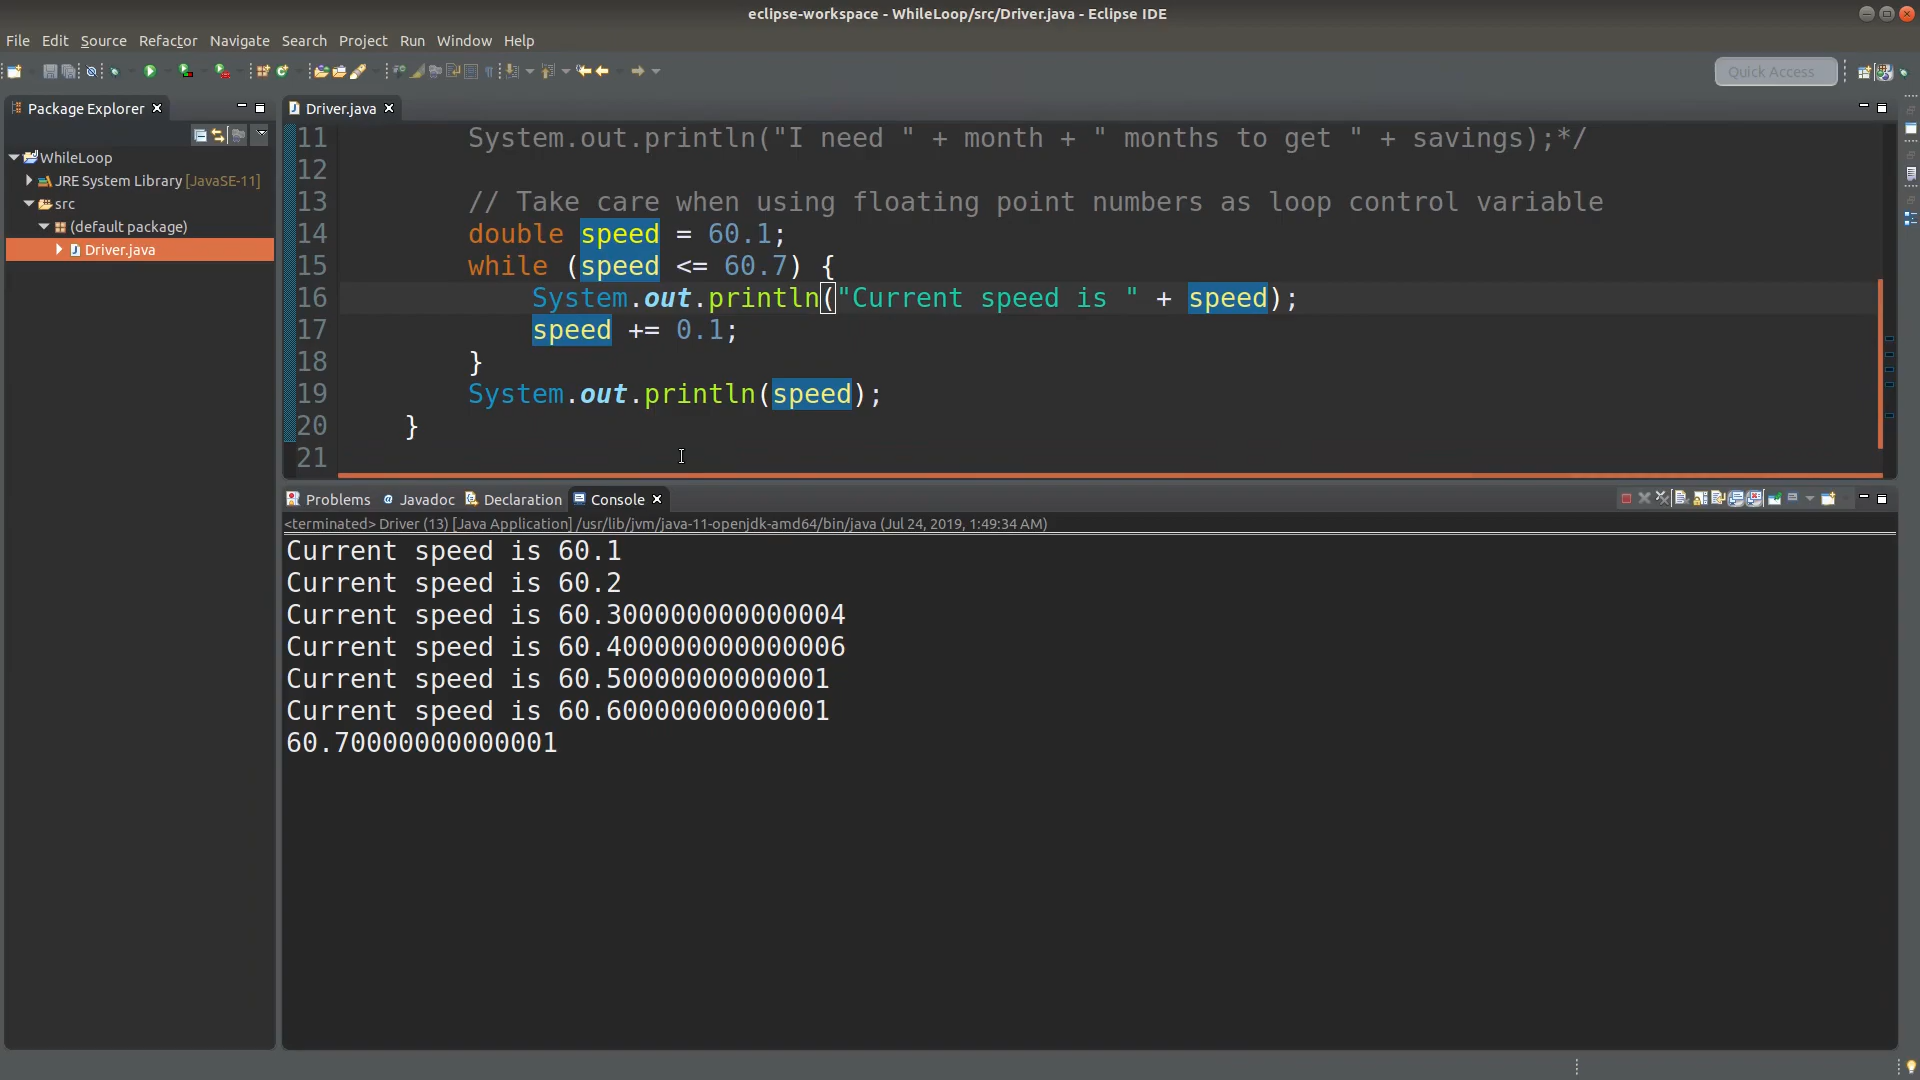 eclipse-workspace - WhileLoop/src/Driver.java - Eclipse IDE
File Edit Source Refactor Navigate Search Project Run Window Help
Quick Access
Package Explorer
Driver.java
WhileLoop
JRE System Library [JavaSE-11]
src
(default package)
Driver.java
11 System.out.println("I need " + month + " months to get " + savings);*/
12
13 // Take care when using floating point numbers as loop control variable
14 double speed = 60.1;
15 while (speed <= 60.7) {
16 System.out.println("Current speed is " + speed);
17 speed += 0.1;
18 }
19 System.out.println(speed);
20 }
21
Problems Javadoc Declaration Console
<terminated> Driver (13) [Java Application] /usr/lib/jvm/java-11-openjdk-amd64/bin/java (Jul 24, 2019, 1:49:34 AM)
Current speed is 60.1
Current speed is 60.2
Current speed is 60.300000000000004
Current speed is 60.400000000000006
Current speed is 60.50000000000001
Current speed is 60.60000000000001
60.70000000000001